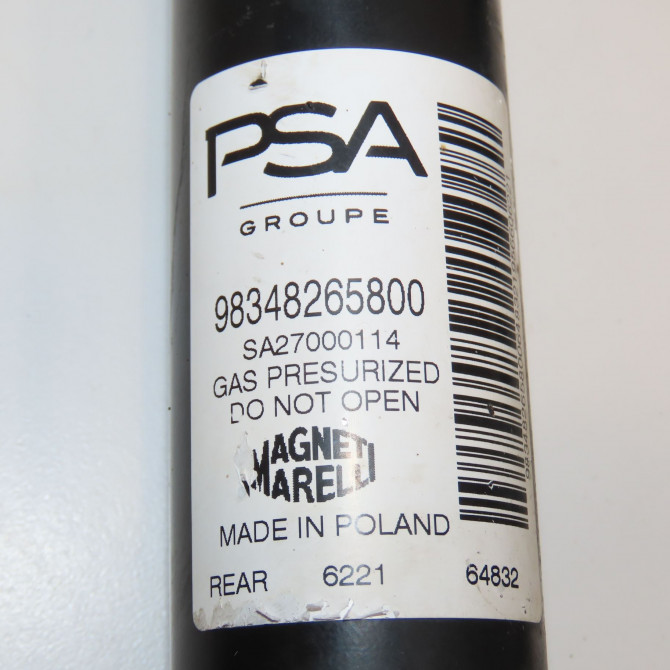 PSA
GROUPE
98348265800
SA27000114
GAS PRESURIZED
DO NOT OPEN
MAGNETI
MARELLI
MADE IN POLAND
REAR 6221 64832